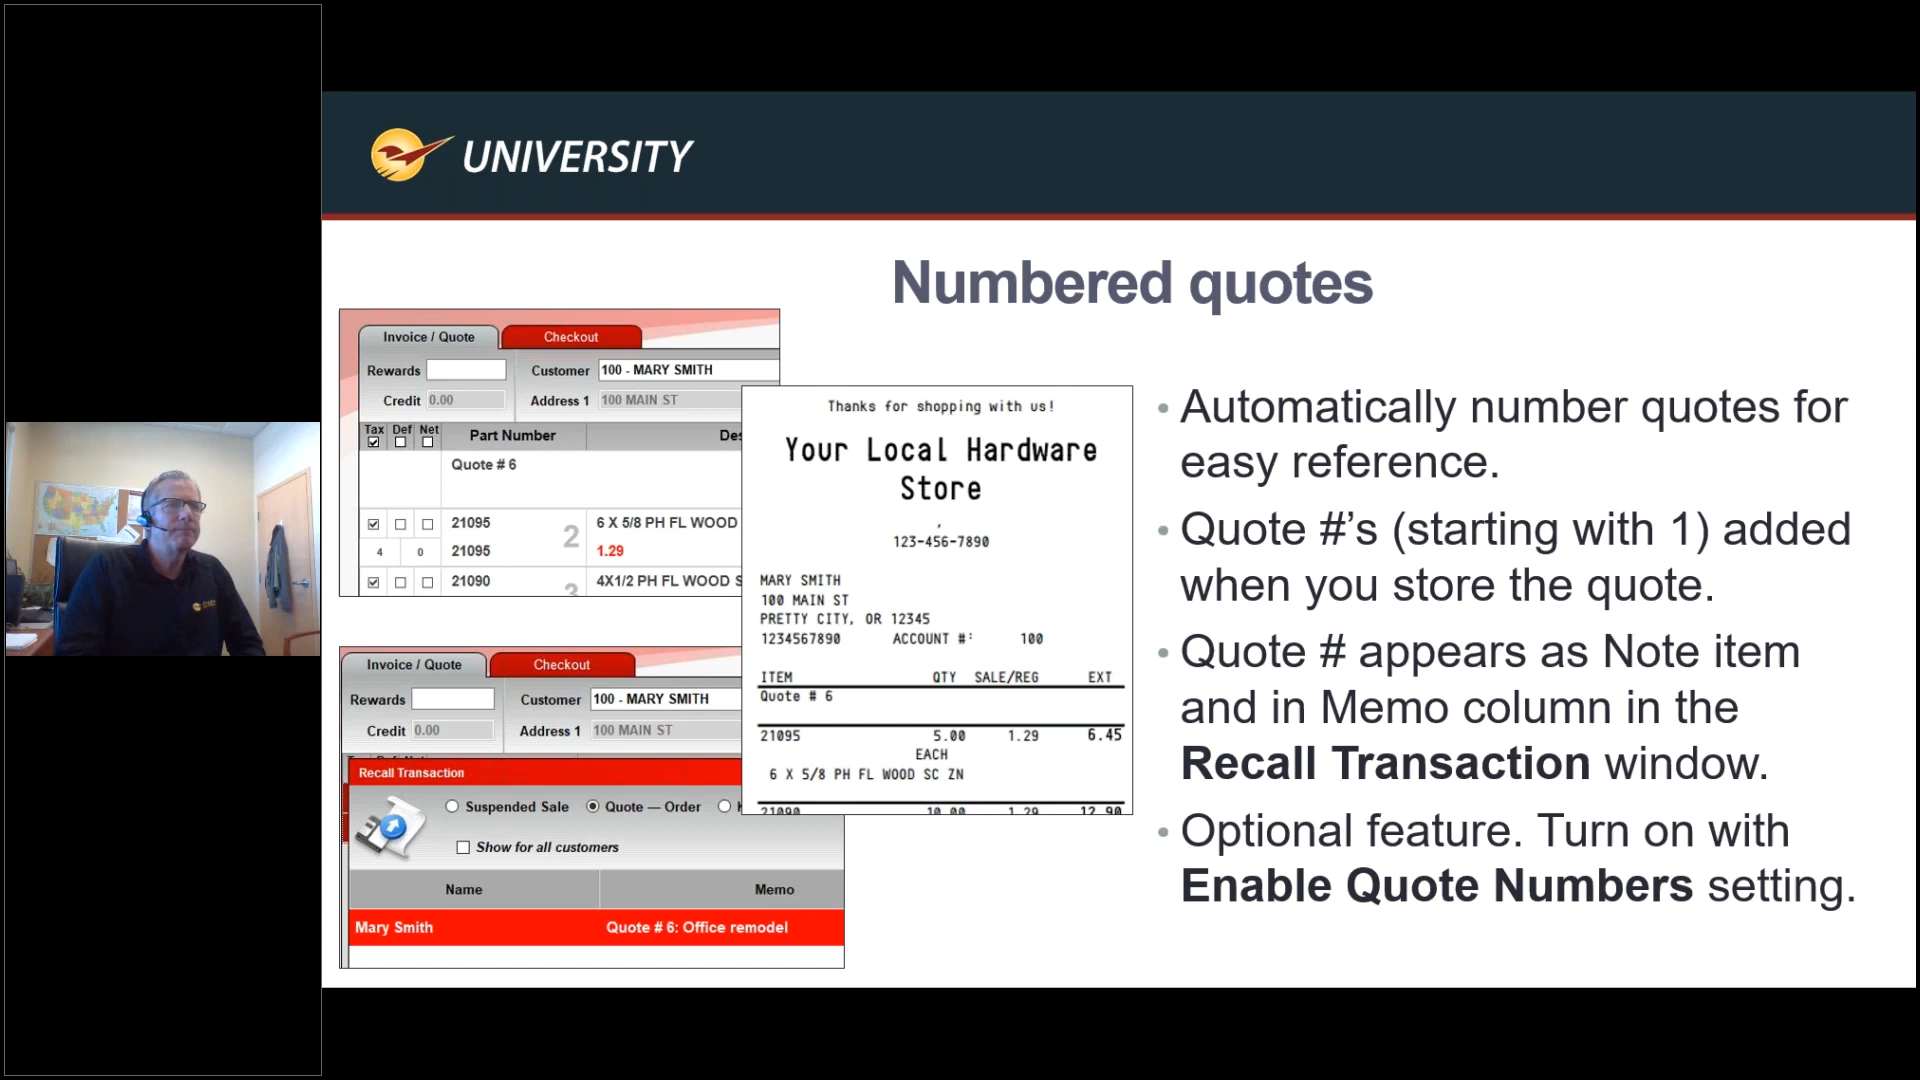 UNIVERSITY
Numbered quotes
Invoice / Quote
Checkout
Rewards
Customer
100 - MARY SMITH
Credit
0.00
Address 1
100 MAIN ST
Tax
Def
Net
Part Number
Quote # 6
21095
2
6 X 5/8 PH FL WOOD
4
0
21095
1.29
21090
3
4X1/2 PH FL WOOD S
Invoice / Quote
Checkout
Rewards
Customer
100 - MARY SMITH
Credit
0.00
Address 1
100 MAIN ST
Recall Transaction
Suspended Sale
Quote — Order
Show for all customers
Name
Memo
Mary Smith
Quote # 6: Office remodel
Thanks for shopping with us!
Your Local Hardware
Store
,
123-456-7890
MARY SMITH
100 MAIN ST
PRETTY CITY, OR 12345
1234567890 ACCOUNT #: 100
ITEM QTY SALE/REG EXT
Quote # 6
21095 5.00 1.29 6.45
EACH
6 X 5/8 PH FL WOOD SC ZN
21090 10.00 1.29 12.90
• Automatically number quotes for
easy reference.
• Quote #’s (starting with 1) added
when you store the quote.
• Quote # appears as Note item
and in Memo column in the
Recall Transaction window.
• Optional feature. Turn on with
Enable Quote Numbers setting.